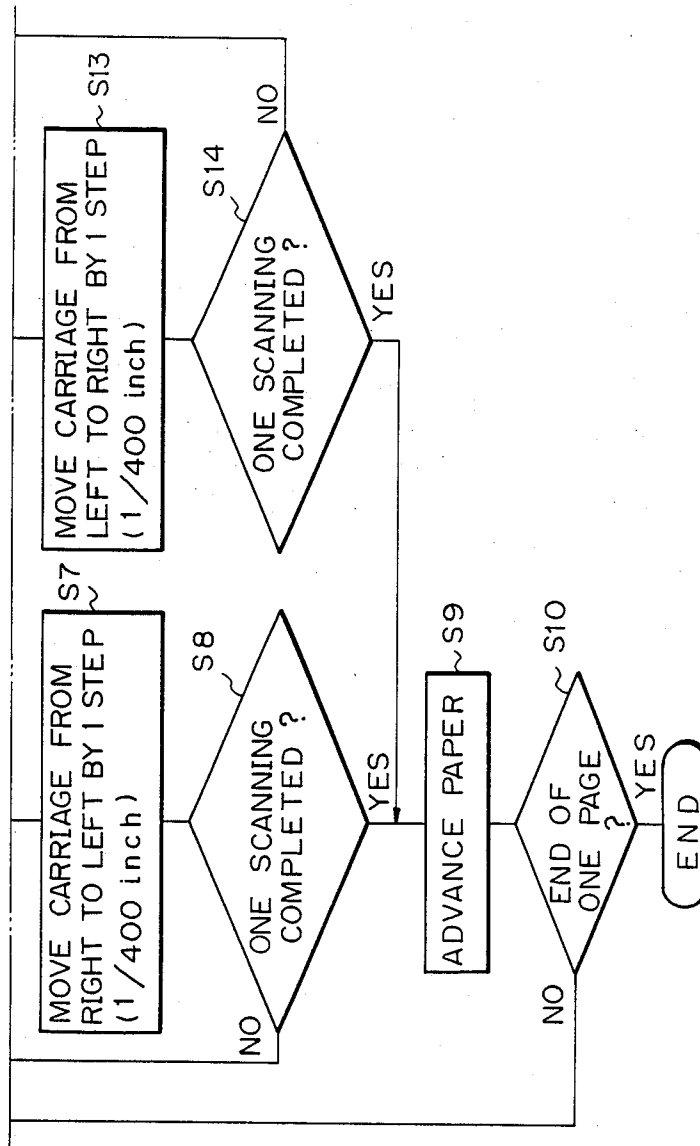 MOVE CARRIAGE FROM
RIGHT TO LEFT BY 1 STEP
(1/400 inch)
S7
ONE SCANNING
COMPLETED ?
S8
NO
YES
MOVE CARRIAGE FROM
LEFT TO RIGHT BY 1 STEP
(1/400 inch)
S13
ONE SCANNING
COMPLETED ?
S14
NO
YES
ADVANCE PAPER
S9
END OF
ONE PAGE
?
S10
NO
YES
END